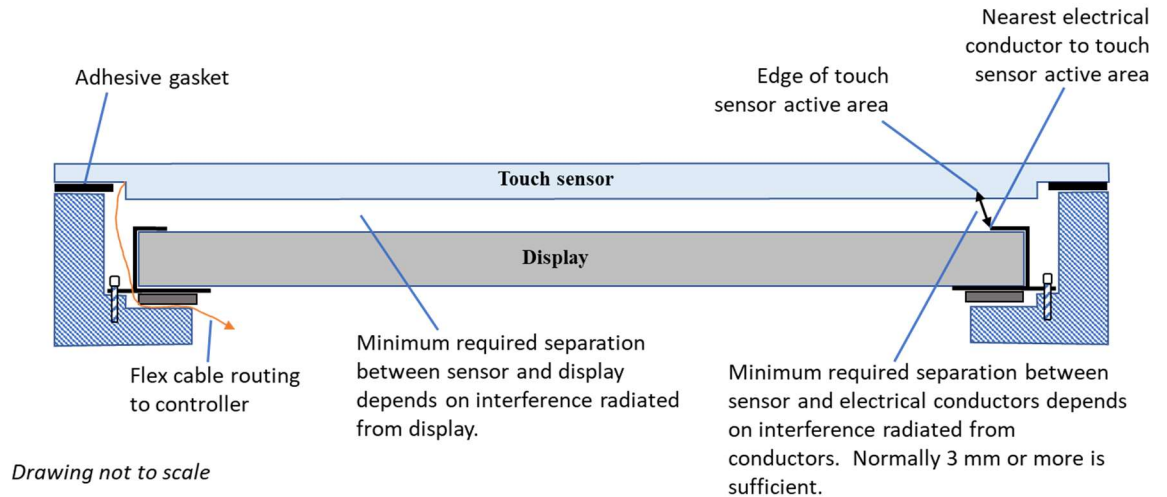 Nearest electrical
conductor to touch
sensor active area
Adhesive gasket
Edge of touch
sensor active area
Touch sensor
Display
Flex cable routing
to controller
Minimum required separation
between sensor and display
depends on interference radiated
from display.
Minimum required separation between
sensor and electrical conductors depends
on interference radiated from
conductors.  Normally 3 mm or more is
sufficient.
Drawing not to scale